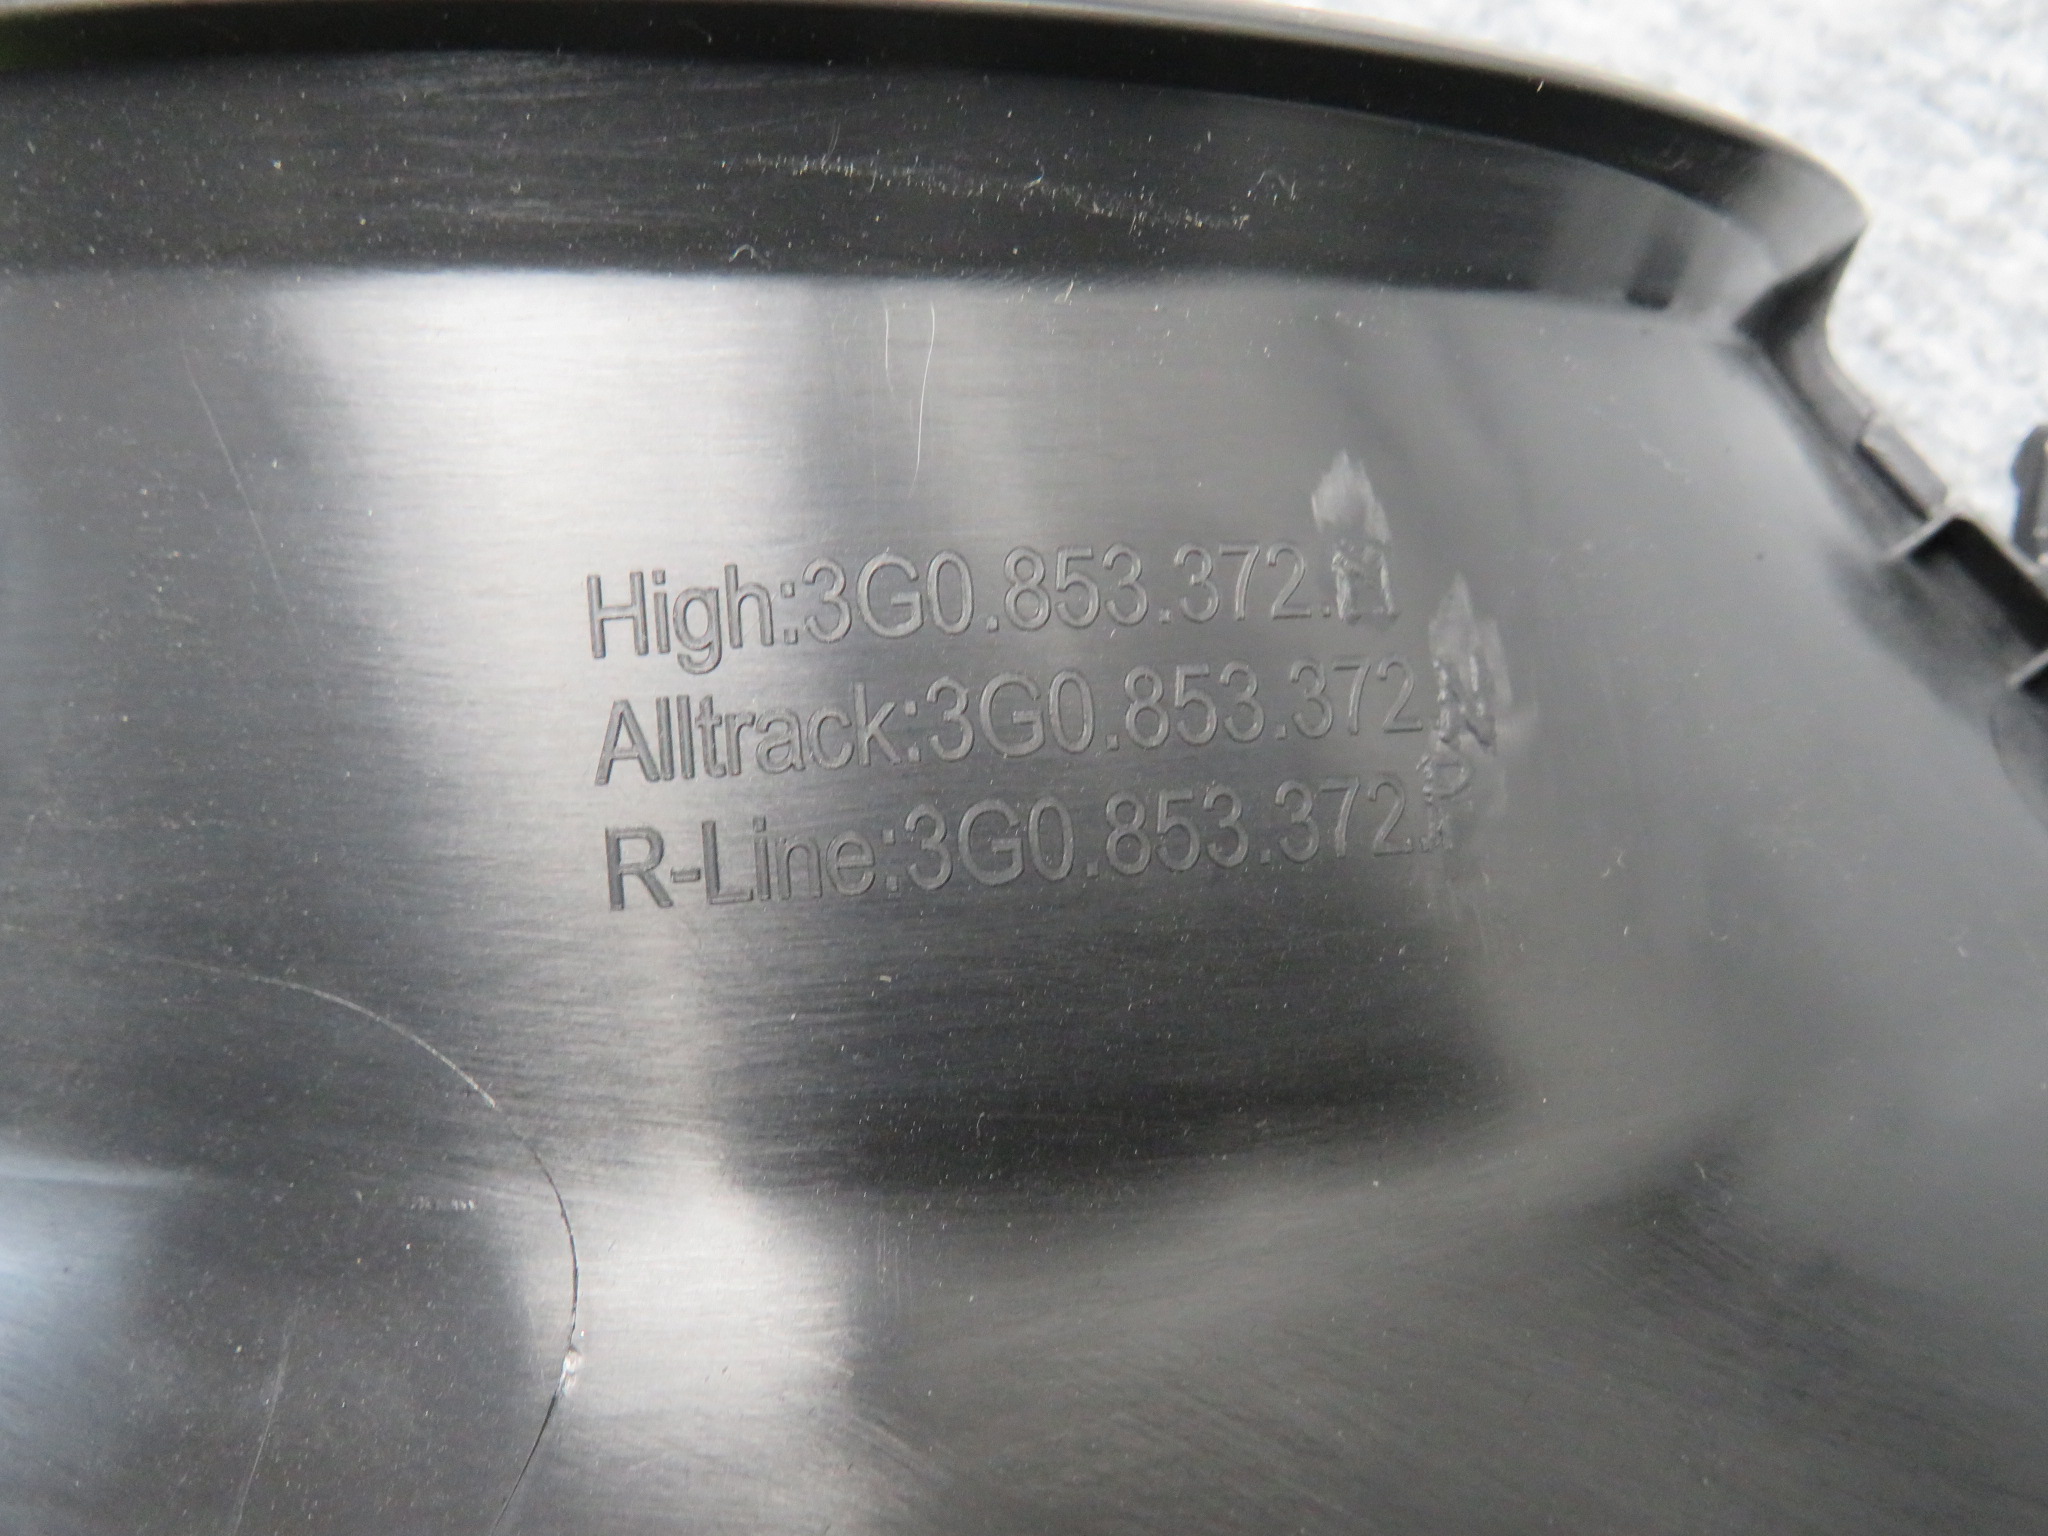 High:3G0.853.372.
Alltrack:3G0.853.372.
R-Line:3G0.853.372.